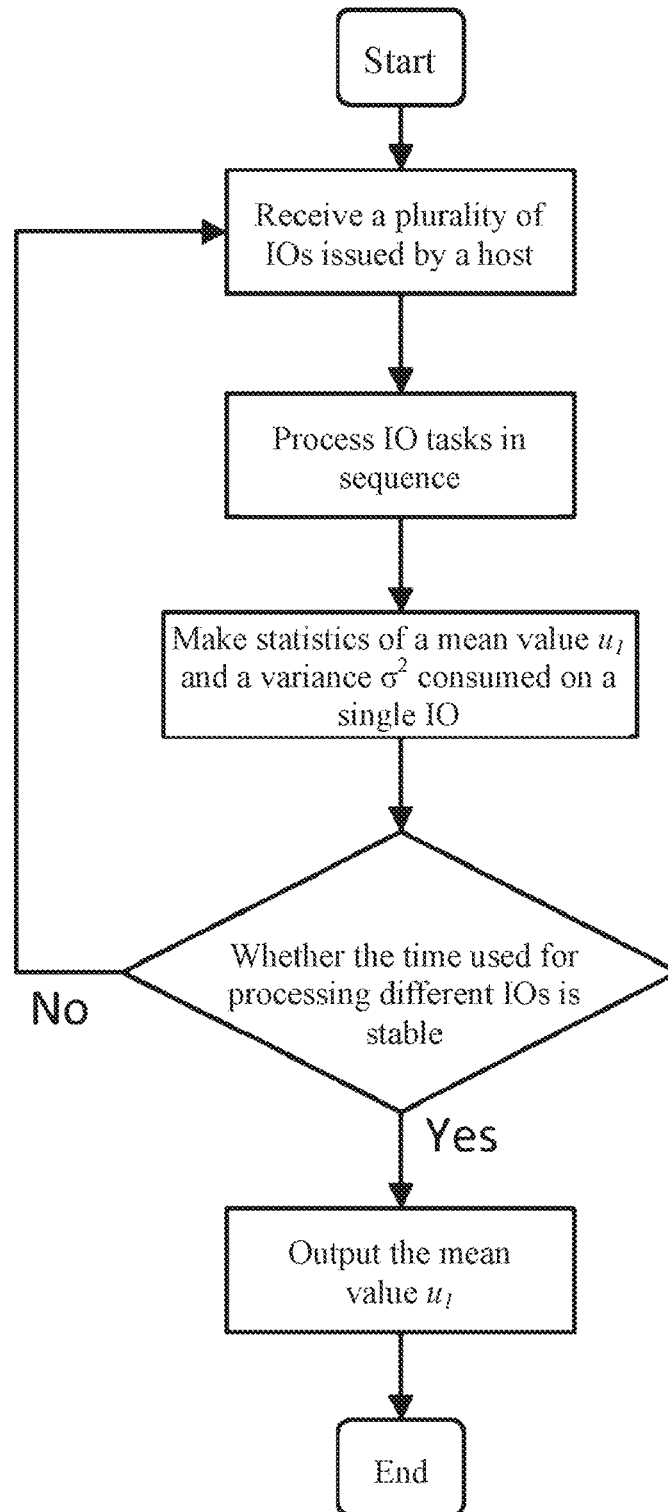 Start
Receive a plurality of
IOs issued by a host
Process IO tasks in
sequence
Make statistics of a mean value u₁
and a variance σ² consumed on a
single IO
Whether the time used for
processing different IOs is
stable
No
Yes
Output the mean
value u₁
End